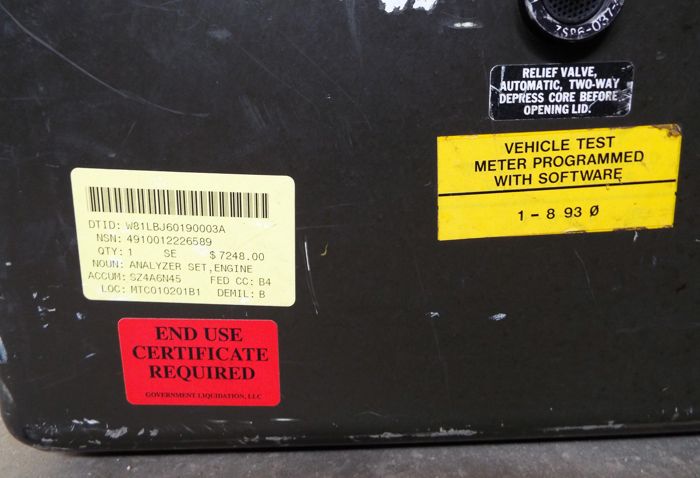 RELIEF VALVE,
AUTOMATIC, TWO-WAY
DEPRESS CORE BEFORE
OPENING LID.
VEHICLE TEST
METER PROGRAMMED
WITH SOFTWARE
1-8 93 Ø
DTID: W81LBJ60190003A
NSN: 4910012226589
QTY: 1 SE $7248.00
NOUN: ANALYZER SET,ENGINE
ACCUM: SZ4A6N45 FED CC: B4
LOC: MTC010201B1 DEMIL: B
END USE
CERTIFICATE
REQUIRED
GOVERNMENT LIQUIDATION, LLC